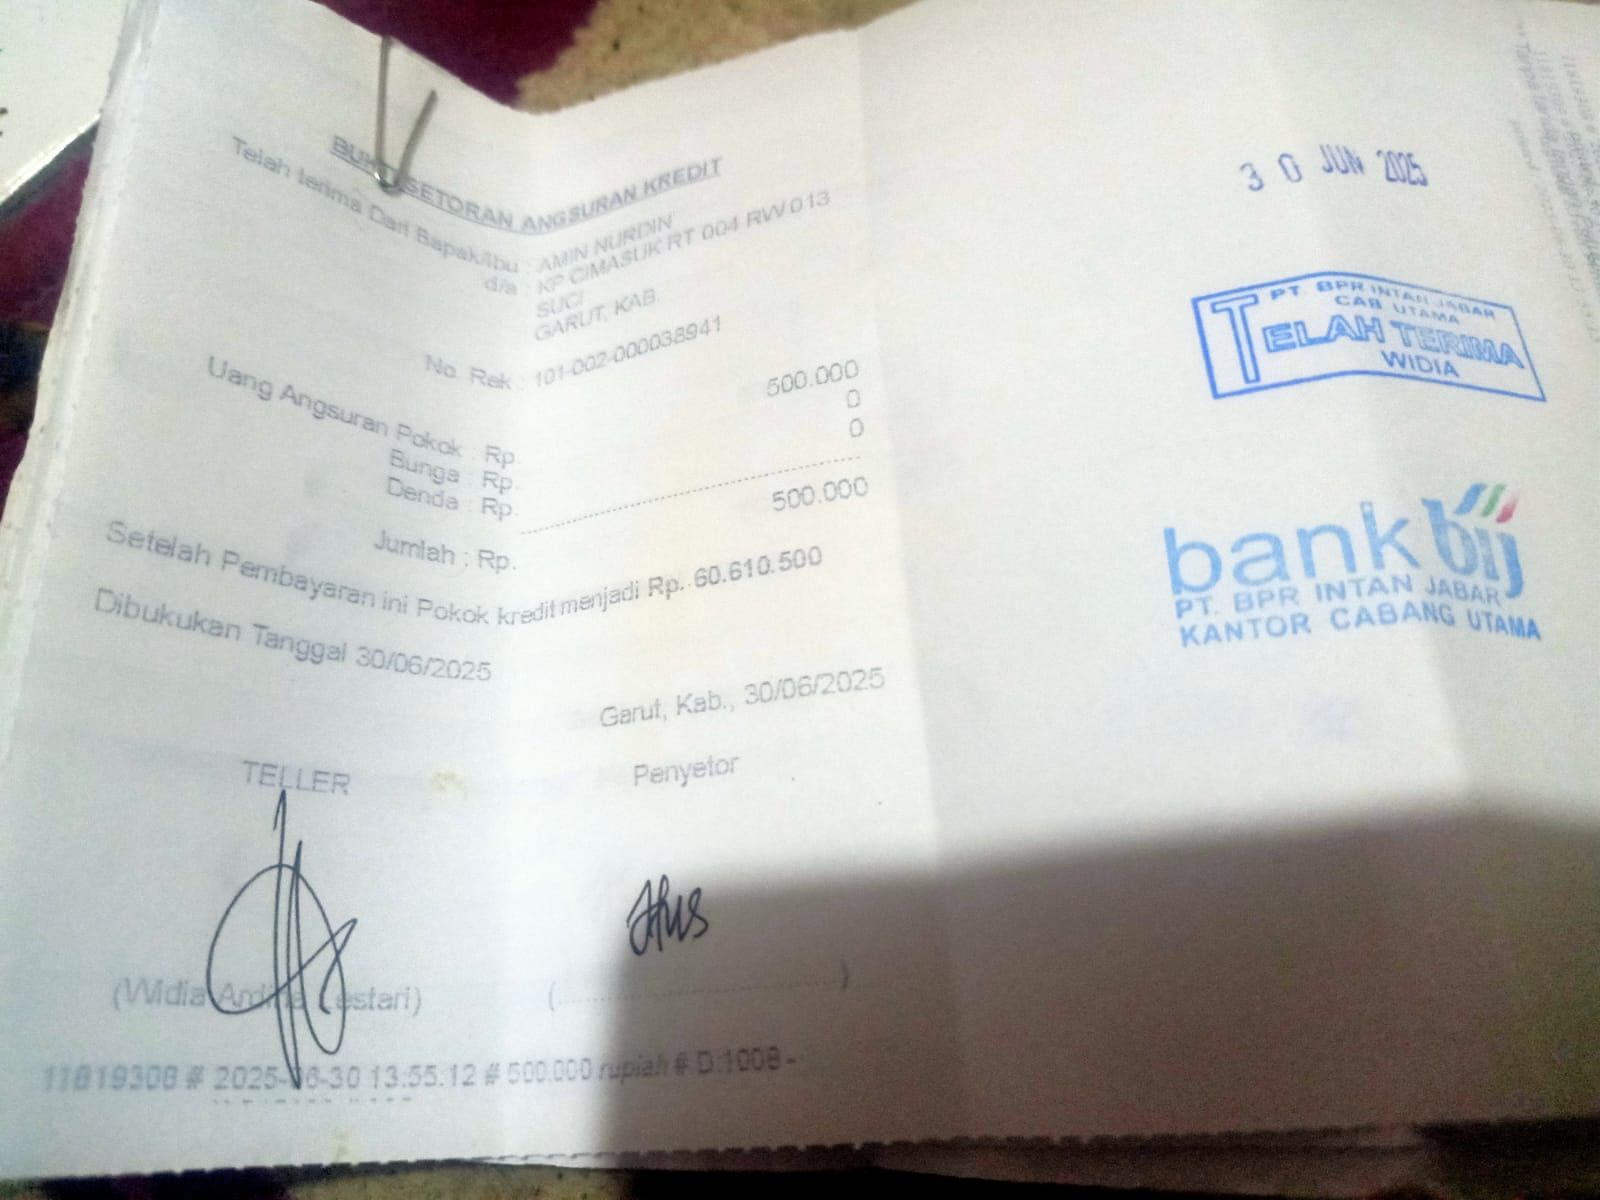 BUKTI SETORAN ANGSURAN KREDIT
Telah terima Dari Bapak/Ibu : AMIN NURDIN
d/a : KP CIMASUK RT 004 RW 013
SUCI
GARUT, KAB.
No. Rek : 101-002-000038941
Uang Angsuran Pokok : Rp. 500.000
Bunga : Rp. 0
Denda : Rp. 0
Jumlah : Rp. 500.000
Setelah Pembayaran ini Pokok kredit menjadi Rp. 60.610.500
Dibukukan Tanggal 30/06/2025
Garut, Kab., 30/06/2025
TELLER Penyetor
(Widia Lestari) (....................)
11819308 # 2025-06-30 13.55.12 # 500.000 rupiah # D:1008 -
30 JUN 2025
PT BPR INTAN JABAR
CAB UTAMA
TELAH TERIMA
WIDIA
bank bij
PT. BPR INTAN JABAR
KANTOR CABANG UTAMA